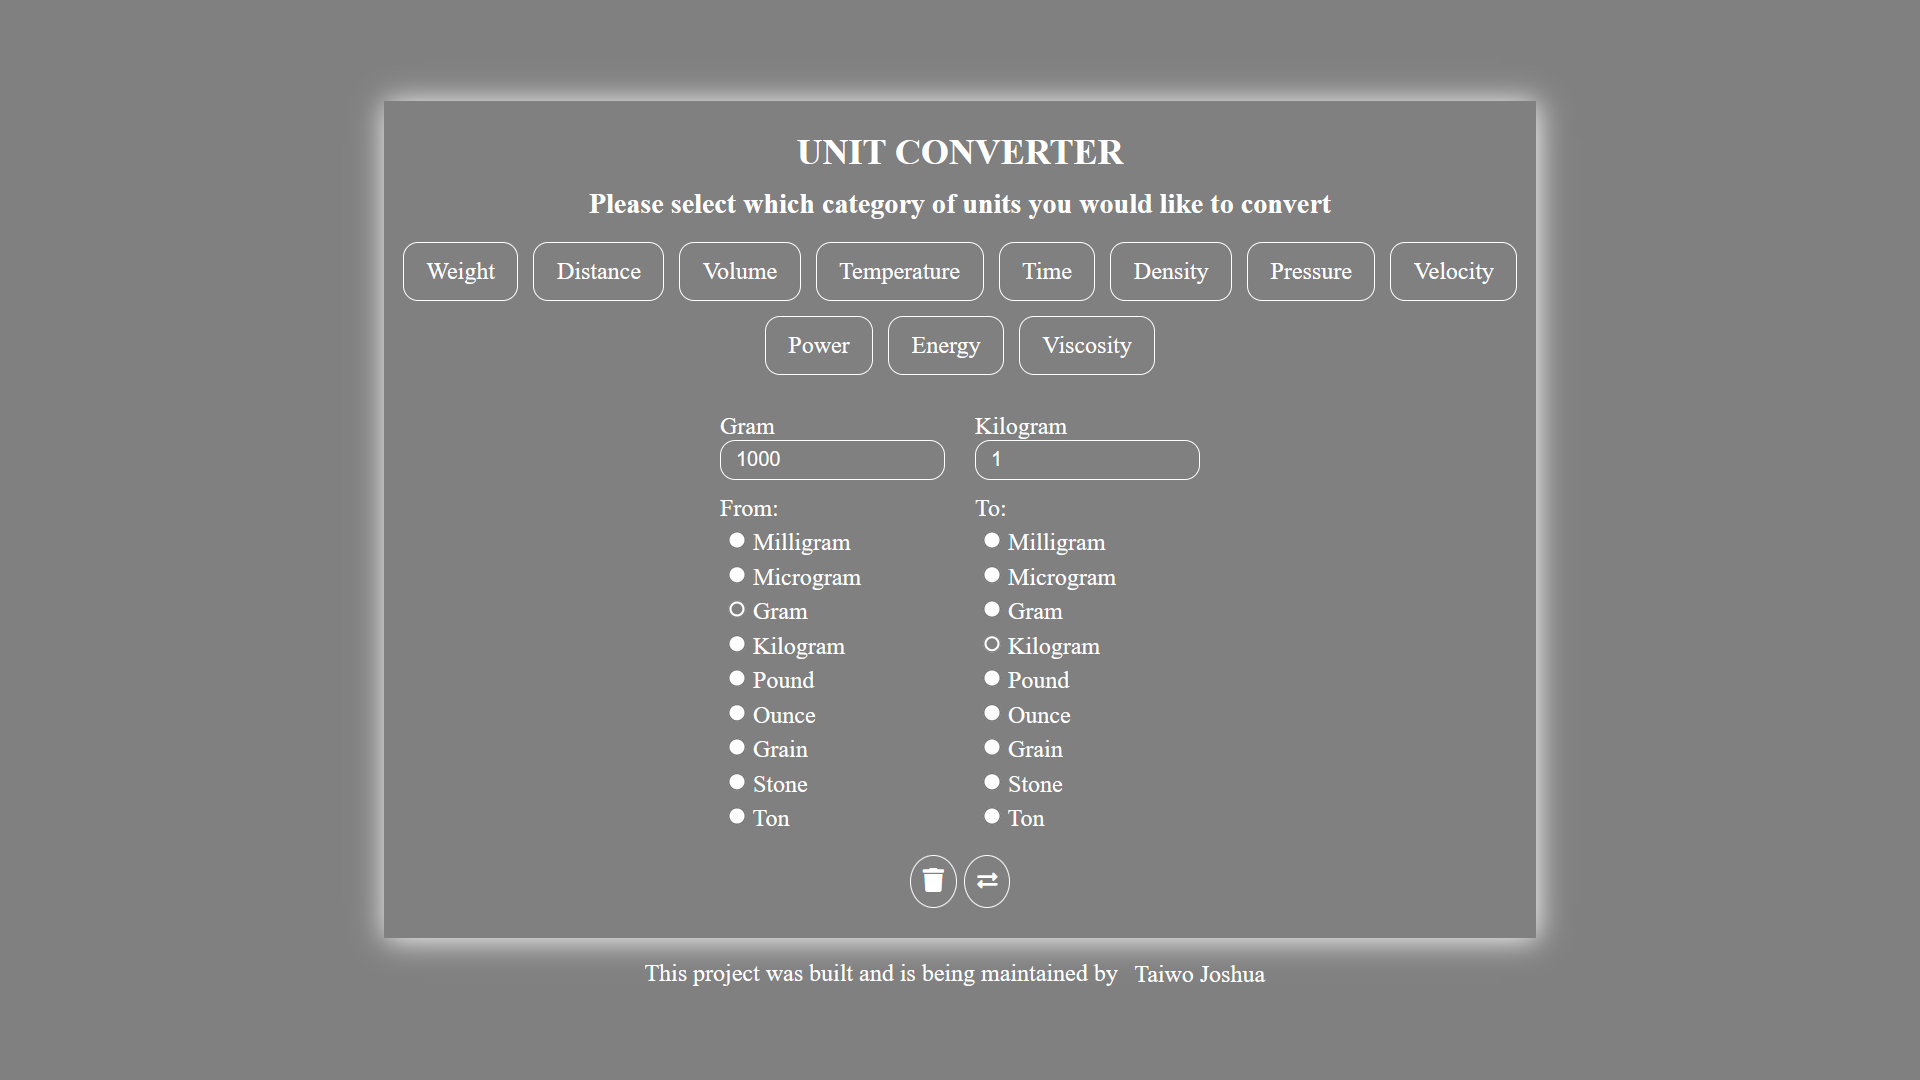 UNIT CONVERTER
Please select which category of units you would like to convert
Weight Distance Volume Temperature Time Density Pressure Velocity
Power Energy Viscosity
Gram Kilogram
1000 1
From: To:
Milligram Milligram
Microgram Microgram
Gram Gram
Kilogram Kilogram
Pound Pound
Ounce Ounce
Grain Grain
Stone Stone
Ton Ton
This project was built and is being maintained by Taiwo Joshua